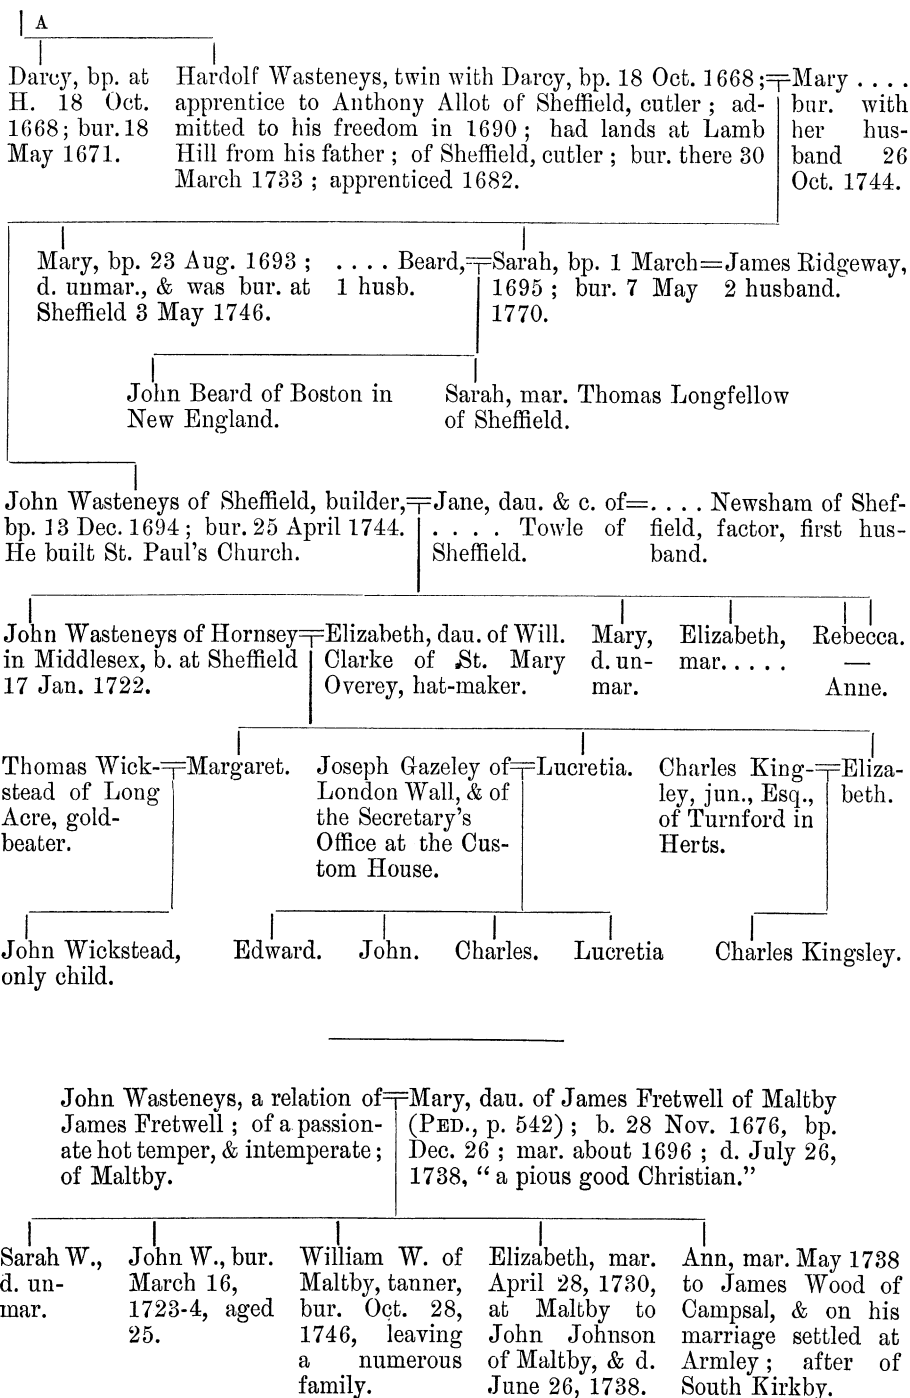 A
Darcy, bp. at
H. 18 Oct.
1668; bur. 18
May 1671.
Hardolf Wasteneys, twin with Darcy, bp. 18 Oct. 1668;
apprentice to Anthony Allot of Sheffield, cutler; ad-
mitted to his freedom in 1690; had lands at Lamb
Hill from his father; of Sheffield, cutler; bur. there 30
March 1733; apprenticed 1682.
=Mary . . . .
bur. with
her hus-
band 26
Oct. 1744.
Mary, bp. 23 Aug. 1693;
d. unmar., & was bur. at
Sheffield 3 May 1746.
. . . . Beard,
1 husb.
=Sarah, bp. 1 March
1695; bur. 7 May
1770.
=James Ridgeway,
2 husband.
John Beard of Boston in
New England.
Sarah, mar. Thomas Longfellow
of Sheffield.
John Wasteneys of Sheffield, builder,
bp. 13 Dec. 1694; bur. 25 April 1744.
He built St. Paul's Church.
=Jane, dau. & c. of
. . . . Towle of
Sheffield.
=. . . . Newsham of Shef-
field, factor, first hus-
band.
John Wasteneys of Hornsey
in Middlesex, b. at Sheffield
17 Jan. 1722.
=Elizabeth, dau. of Will.
Clarke of St. Mary
Overey, hat-maker.
Mary,
d. un-
mar.
Elizabeth,
mar. . . . .
Rebecca.
—
Anne.
Thomas Wick-
stead of Long
Acre, gold-
beater.
=Margaret.
Joseph Gazeley of
London Wall, & of
the Secretary's
Office at the Cus-
tom House.
=Lucretia.
Charles King-
ley, jun., Esq.,
of Turnford in
Herts.
=Eliza-
beth.
John Wickstead,
only child.
Edward.
John.
Charles.
Lucretia
Charles Kingsley.
John Wasteneys, a relation of
James Fretwell; of a passion-
ate hot temper, & intemperate;
of Maltby.
=Mary, dau. of James Fretwell of Maltby
(PED., p. 542); b. 28 Nov. 1676, bp.
Dec. 26; mar. about 1696; d. July 26,
1738, "a pious good Christian."
Sarah W.,
d. un-
mar.
John W., bur.
March 16,
1723-4, aged
25.
William W. of
Maltby, tanner,
bur. Oct. 28,
1746, leaving
a numerous
family.
Elizabeth, mar.
April 28, 1730,
at Maltby to
John Johnson
of Maltby, & d.
June 26, 1738.
Ann, mar. May 1738
to James Wood of
Campsal, & on his
marriage settled at
Armley; after of
South Kirkby.